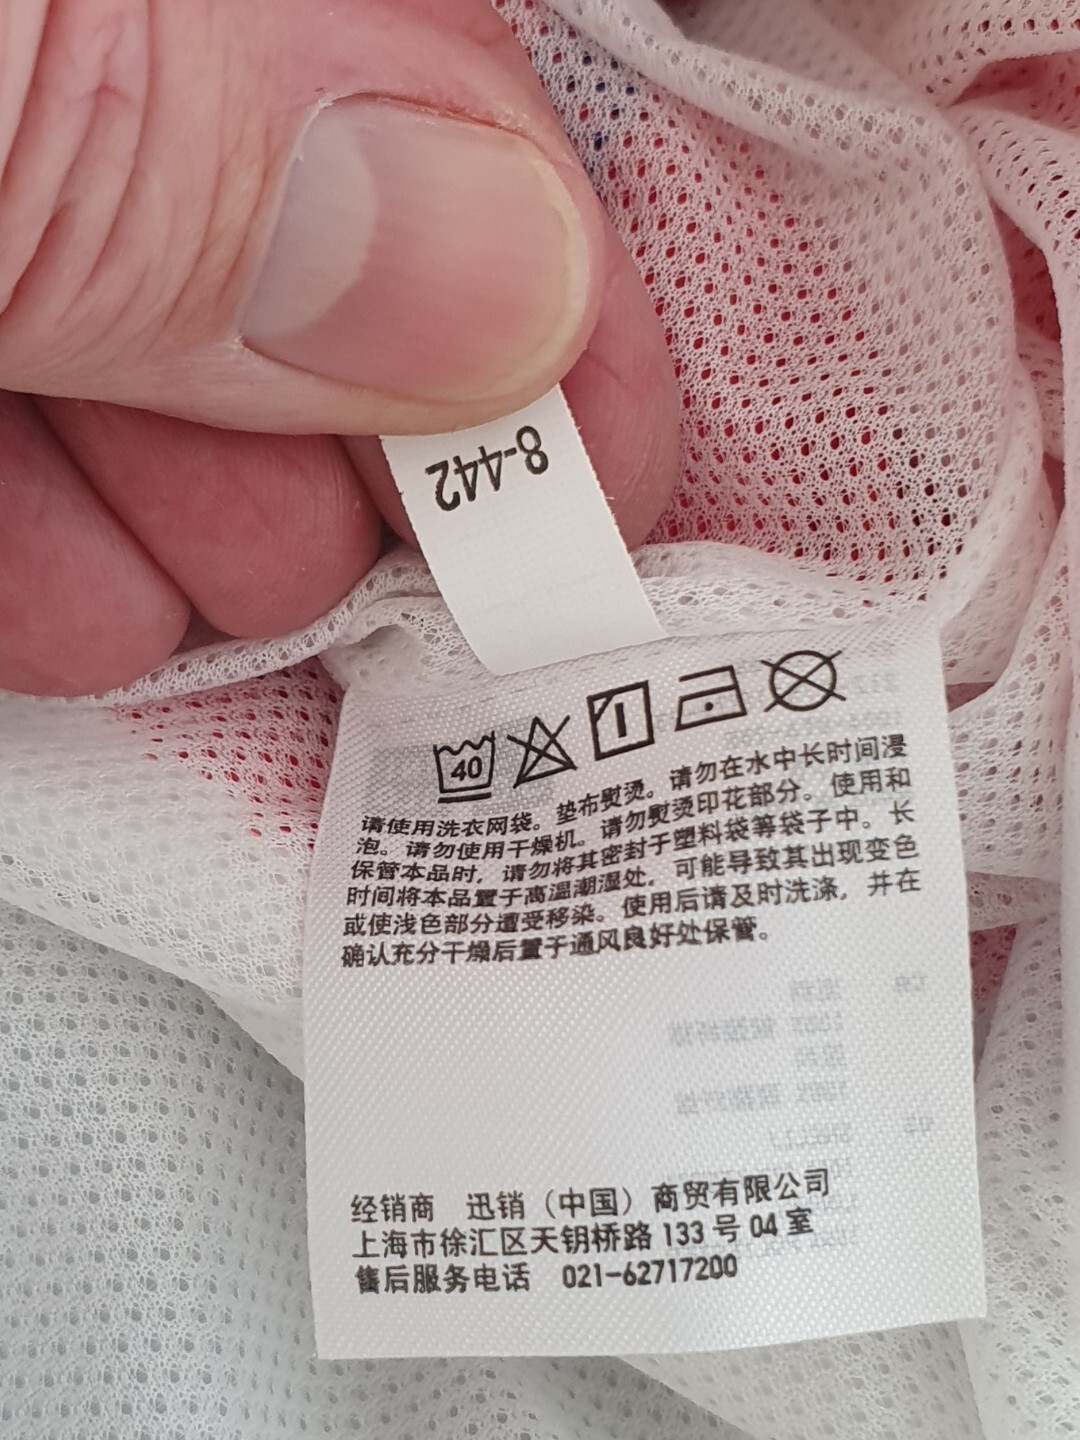 8-442
40
请使用洗衣网袋。垫布熨烫。请勿在水中长时间浸
泡。请勿使用干燥机。请勿熨烫印花部分。使用和
保管本品时，请勿将其密封于塑料袋等袋子中。长
时间将本品置于高温潮湿处，可能导致其出现变色
或使浅色部分遭受移染。使用后请及时洗涤，并在
确认充分干燥后置于通风良好处保管。
经销商 迅销（中国）商贸有限公司
上海市徐汇区天钥桥路 133 号 04 室
售后服务电话 021-62717200